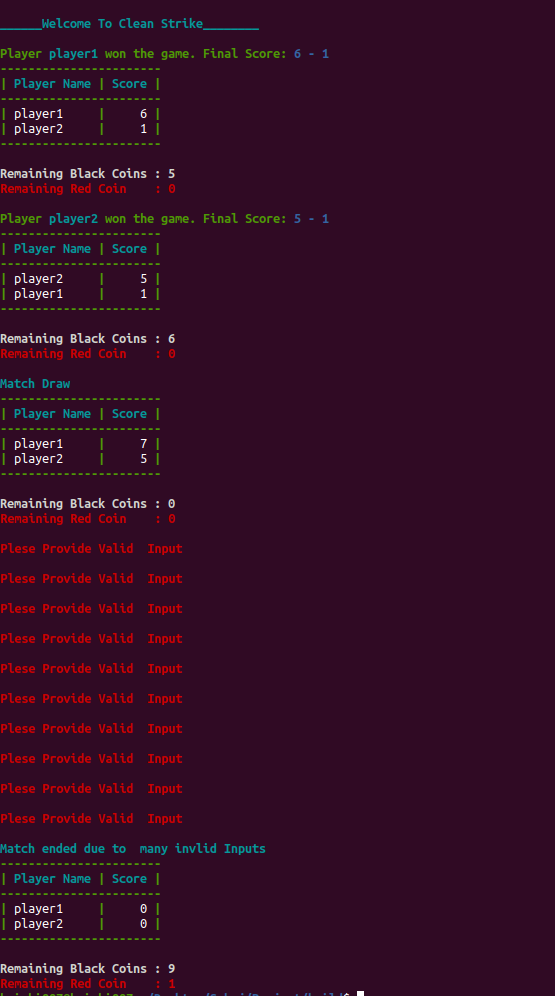 ______Welcome To Clean Strike________
Player player1 won the game. Final Score: 6 - 1
-----------------------
| Player Name | Score |
-----------------------
| player1     |     6 |
| player2     |     1 |
-----------------------
Remaining Black Coins : 5
Remaining Red Coin    : 0
Player player2 won the game. Final Score: 5 - 1
-----------------------
| Player Name | Score |
-----------------------
| player2     |     5 |
| player1     |     1 |
-----------------------
Remaining Black Coins : 6
Remaining Red Coin    : 0
Match Draw
-----------------------
| Player Name | Score |
-----------------------
| player1     |     7 |
| player2     |     5 |
-----------------------
Remaining Black Coins : 0
Remaining Red Coin    : 0
Plese Provide Valid  Input
Plese Provide Valid  Input
Plese Provide Valid  Input
Plese Provide Valid  Input
Plese Provide Valid  Input
Plese Provide Valid  Input
Plese Provide Valid  Input
Plese Provide Valid  Input
Plese Provide Valid  Input
Plese Provide Valid  Input
Match ended due to  many invlid Inputs
-----------------------
| Player Name | Score |
-----------------------
| player1     |     0 |
| player2     |     0 |
-----------------------
Remaining Black Coins : 9
Remaining Red Coin    : 1